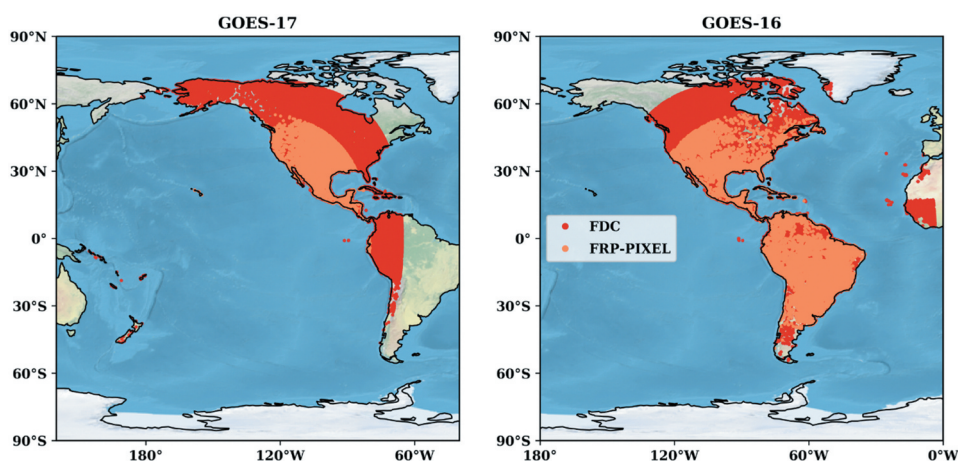 GOES-17
GOES-16
90°N
60°N
30°N
0°
30°S
60°S
90°S
180°
120°W
60°W
90°N
60°N
30°N
0°
30°S
60°S
90°S
180°
120°W
60°W
0°W
FDC
FRP-PIXEL